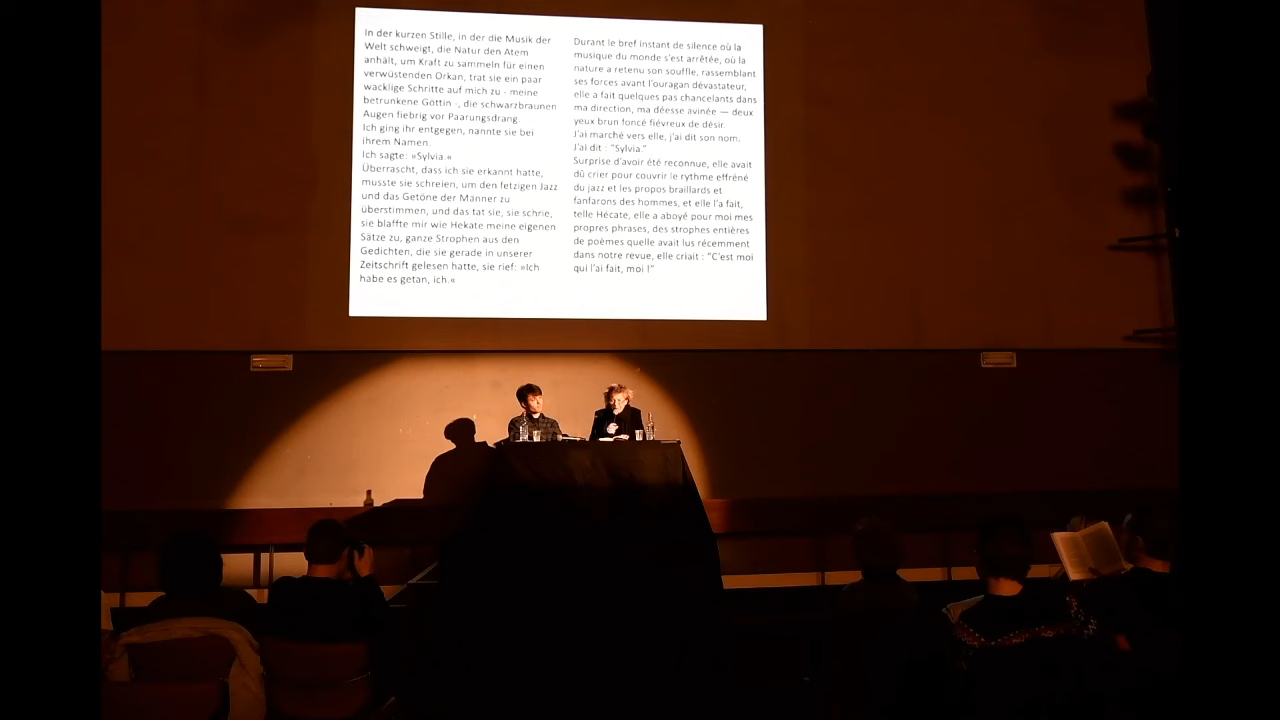 In der kurzen Stille, in der die Musik der
Welt schweigt, die Natur den Atem
anhält, um Kraft zu sammeln für einen
verwüstenden Orkan, trat sie ein paar
wacklige Schritte auf mich zu - meine
betrunkene Göttin -, die schwarzbraunen
Augen fiebrig vor Paarungsdrang.
Ich ging ihr entgegen, nannte sie bei
ihrem Namen.
Ich sagte: »Sylvia.«
Überrascht, dass ich sie erkannt hatte,
musste sie schreien, um den fetzigen Jazz
und das Getöne der Männer zu
überstimmen, und das tat sie, sie schrie,
sie blaffte mir wie Hekate meine eigenen
Sätze zu, ganze Strophen aus den
Gedichten, die sie gerade in unserer
Zeitschrift gelesen hatte, sie rief: »Ich
habe es getan, ich.«
Durant le bref instant de silence où la
musique du monde s'est arrêtée, où la
nature a retenu son souffle, rassemblant
ses forces avant l'ouragan dévastateur,
elle a fait quelques pas chancelants dans
ma direction, ma déesse avinée — deux
yeux brun foncé fiévreux de désir.
J'ai marché vers elle, j'ai dit son nom.
J'ai dit : "Sylvia."
Surprise d'avoir été reconnue, elle avait
dû crier pour couvrir le rythme effréné
du jazz et les propos braillards et
fanfarons des hommes, et elle l'a fait,
telle Hécate, elle a aboyé pour moi mes
propres phrases, des strophes entières
de poèmes quelle avait lus récemment
dans notre revue, elle criait : "C'est moi
qui l'ai fait, moi !"